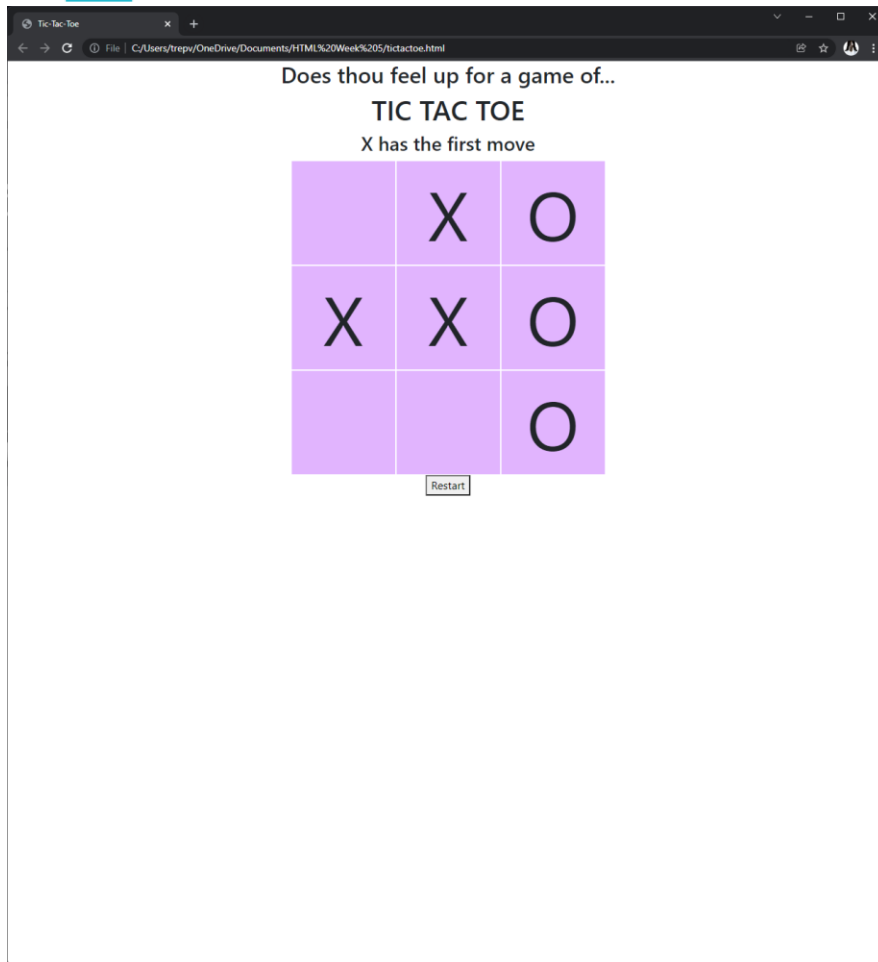 Tic-Tac-Toe
File | C:/Users/trepv/OneDrive/Documents/HTML%20Week%205/tictactoe.html
Does thou feel up for a game of...
TIC TAC TOE
X has the first move
X O
X X O
O
Restart